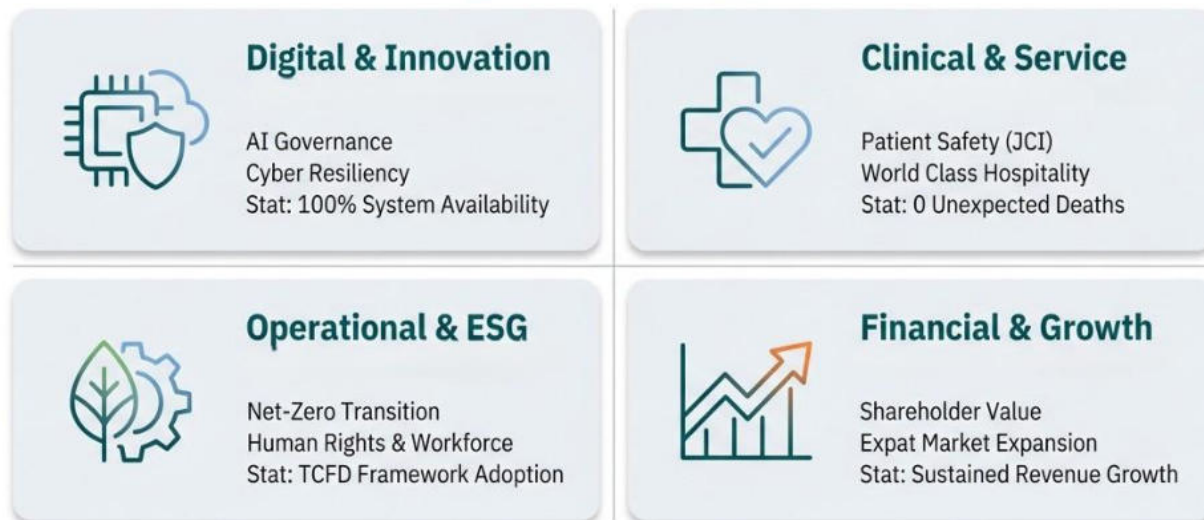 Digital & Innovation
AI Governance
Cyber Resiliency
Stat: 100% System Availability
Clinical & Service
Patient Safety (JCI)
World Class Hospitality
Stat: 0 Unexpected Deaths
Operational & ESG
Net-Zero Transition
Human Rights & Workforce
Stat: TCFD Framework Adoption
Financial & Growth
Shareholder Value
Expat Market Expansion
Stat: Sustained Revenue Growth